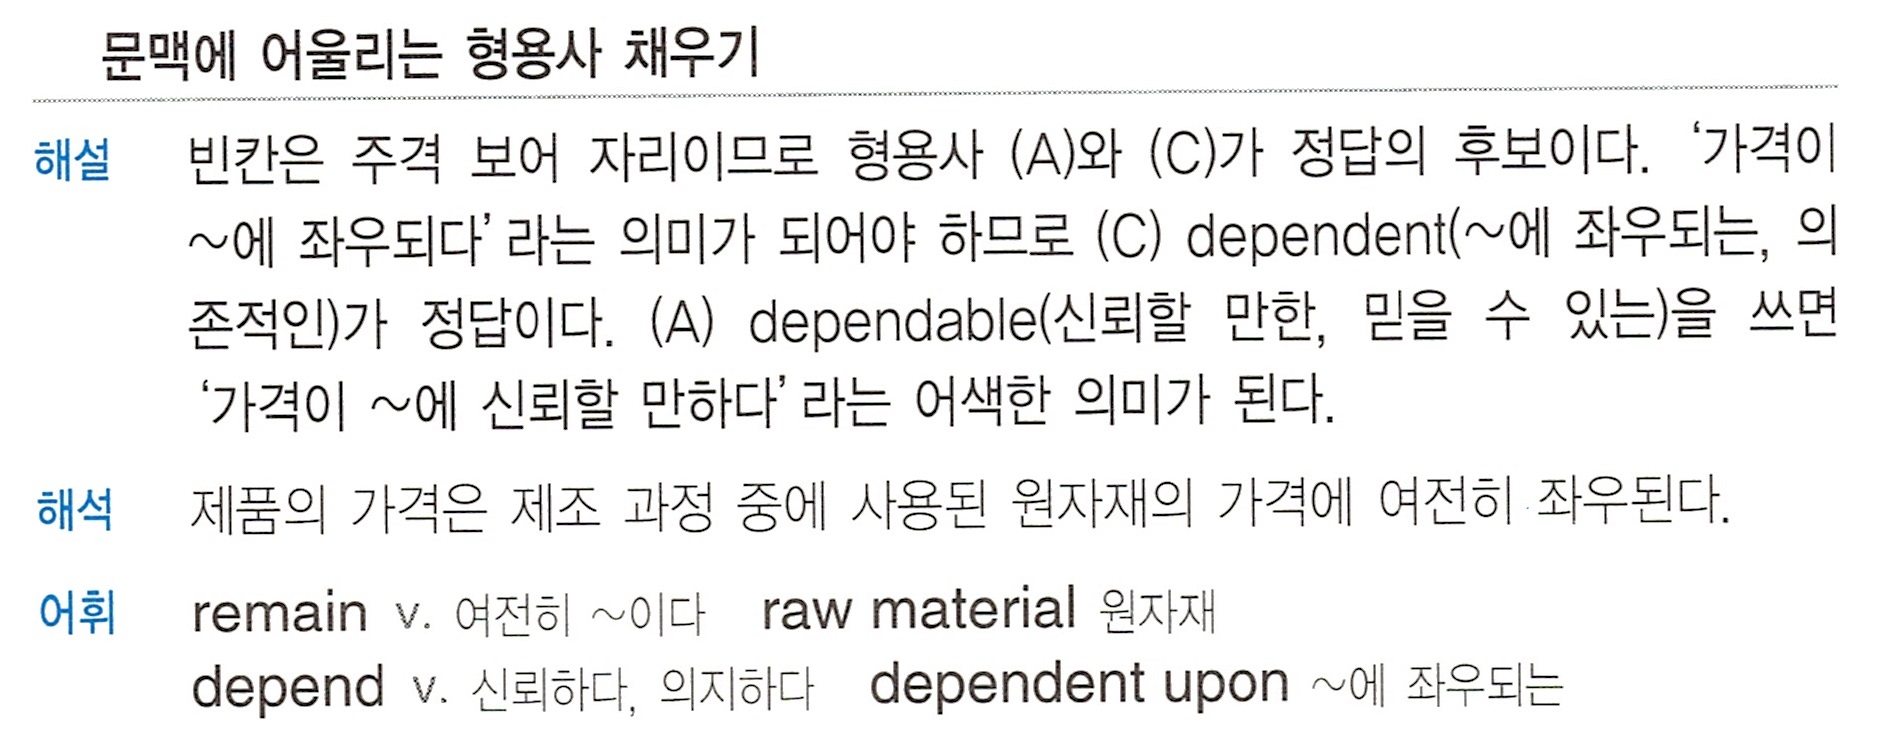 문맥에 어울리는 형용사 채우기
해설 빈칸은 주격 보어 자리이므로 형용사 (A)와 (C)가 정답의 후보이다. ‘가격이
~에 좌우되다’라는 의미가 되어야 하므로 (C) dependent(~에 좌우되는, 의
존적인)가 정답이다. (A) dependable(신뢰할 만한, 믿을 수 있는)을 쓰면
‘가격이 ~에 신뢰할 만하다’라는 어색한 의미가 된다.
해석 제품의 가격은 제조 과정 중에 사용된 원자재의 가격에 여전히 좌우된다.
어휘 remain v. 여전히 ~이다 raw material 원자재
depend v. 신뢰하다, 의지하다 dependent upon ~에 좌우되는